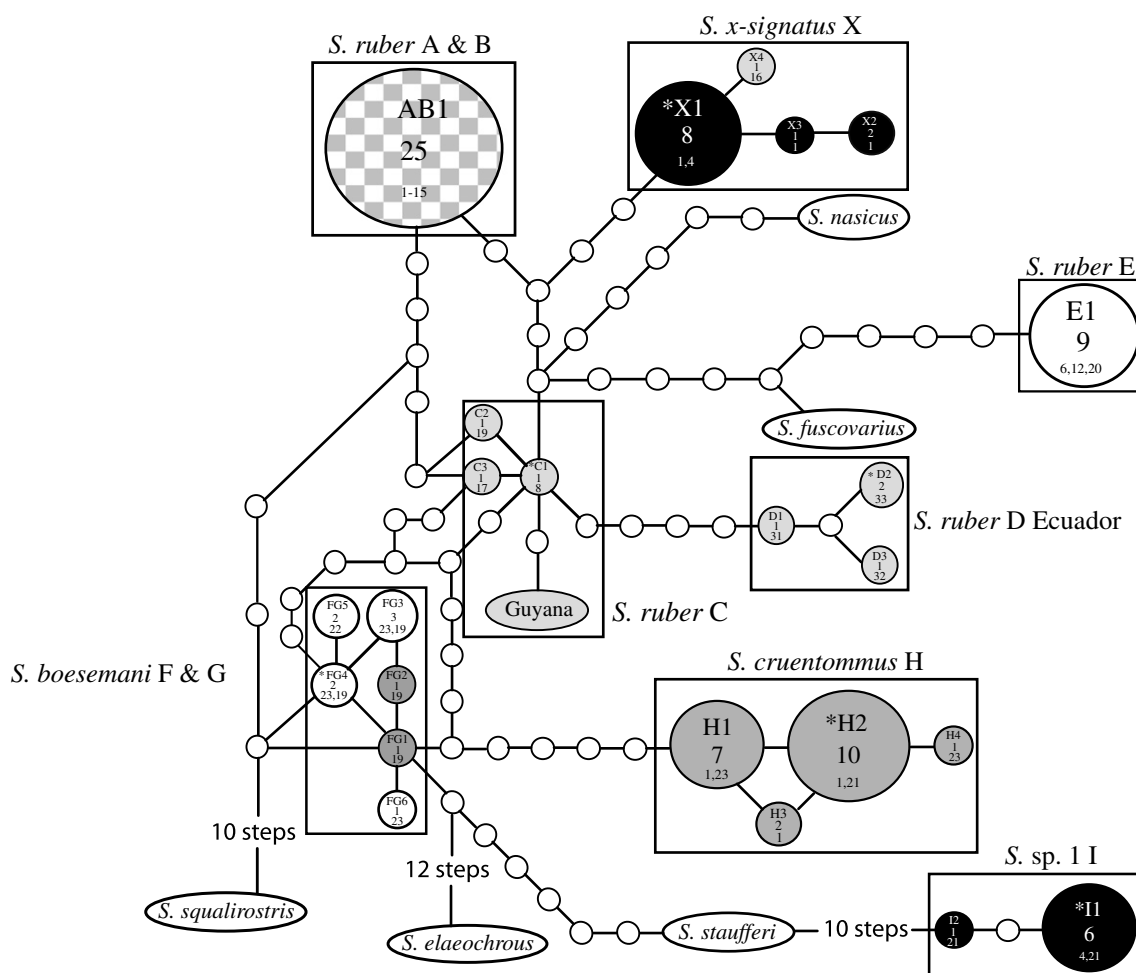 S. x-signatus X
S. ruber A & B
X4
1
16
AB1
25
1-15
*X1
8
1,4
X3
1
1
X2
2
1
S. nasicus
S. ruber E
E1
9
6,12,20
S. fuscovarius
C2
1
19
C3
1
17
*C1
1
8
Guyana
S. ruber C
D1
1
31
*D2
2
33
D3
1
32
S. ruber D Ecuador
S. boesemani F & G
FG5
2
22
FG3
3
23,19
*FG4
2
23,19
FG2
1
19
FG1
1
19
FG6
1
23
S. cruentommus H
H1
7
1,23
*H2
10
1,21
H4
1
23
H3
2
1
10 steps
S. squalirostris
12 steps
S. elaeochrous
S. staufferi
10 steps
S. sp. 1 I
I2
1
21
*I1
6
4,21